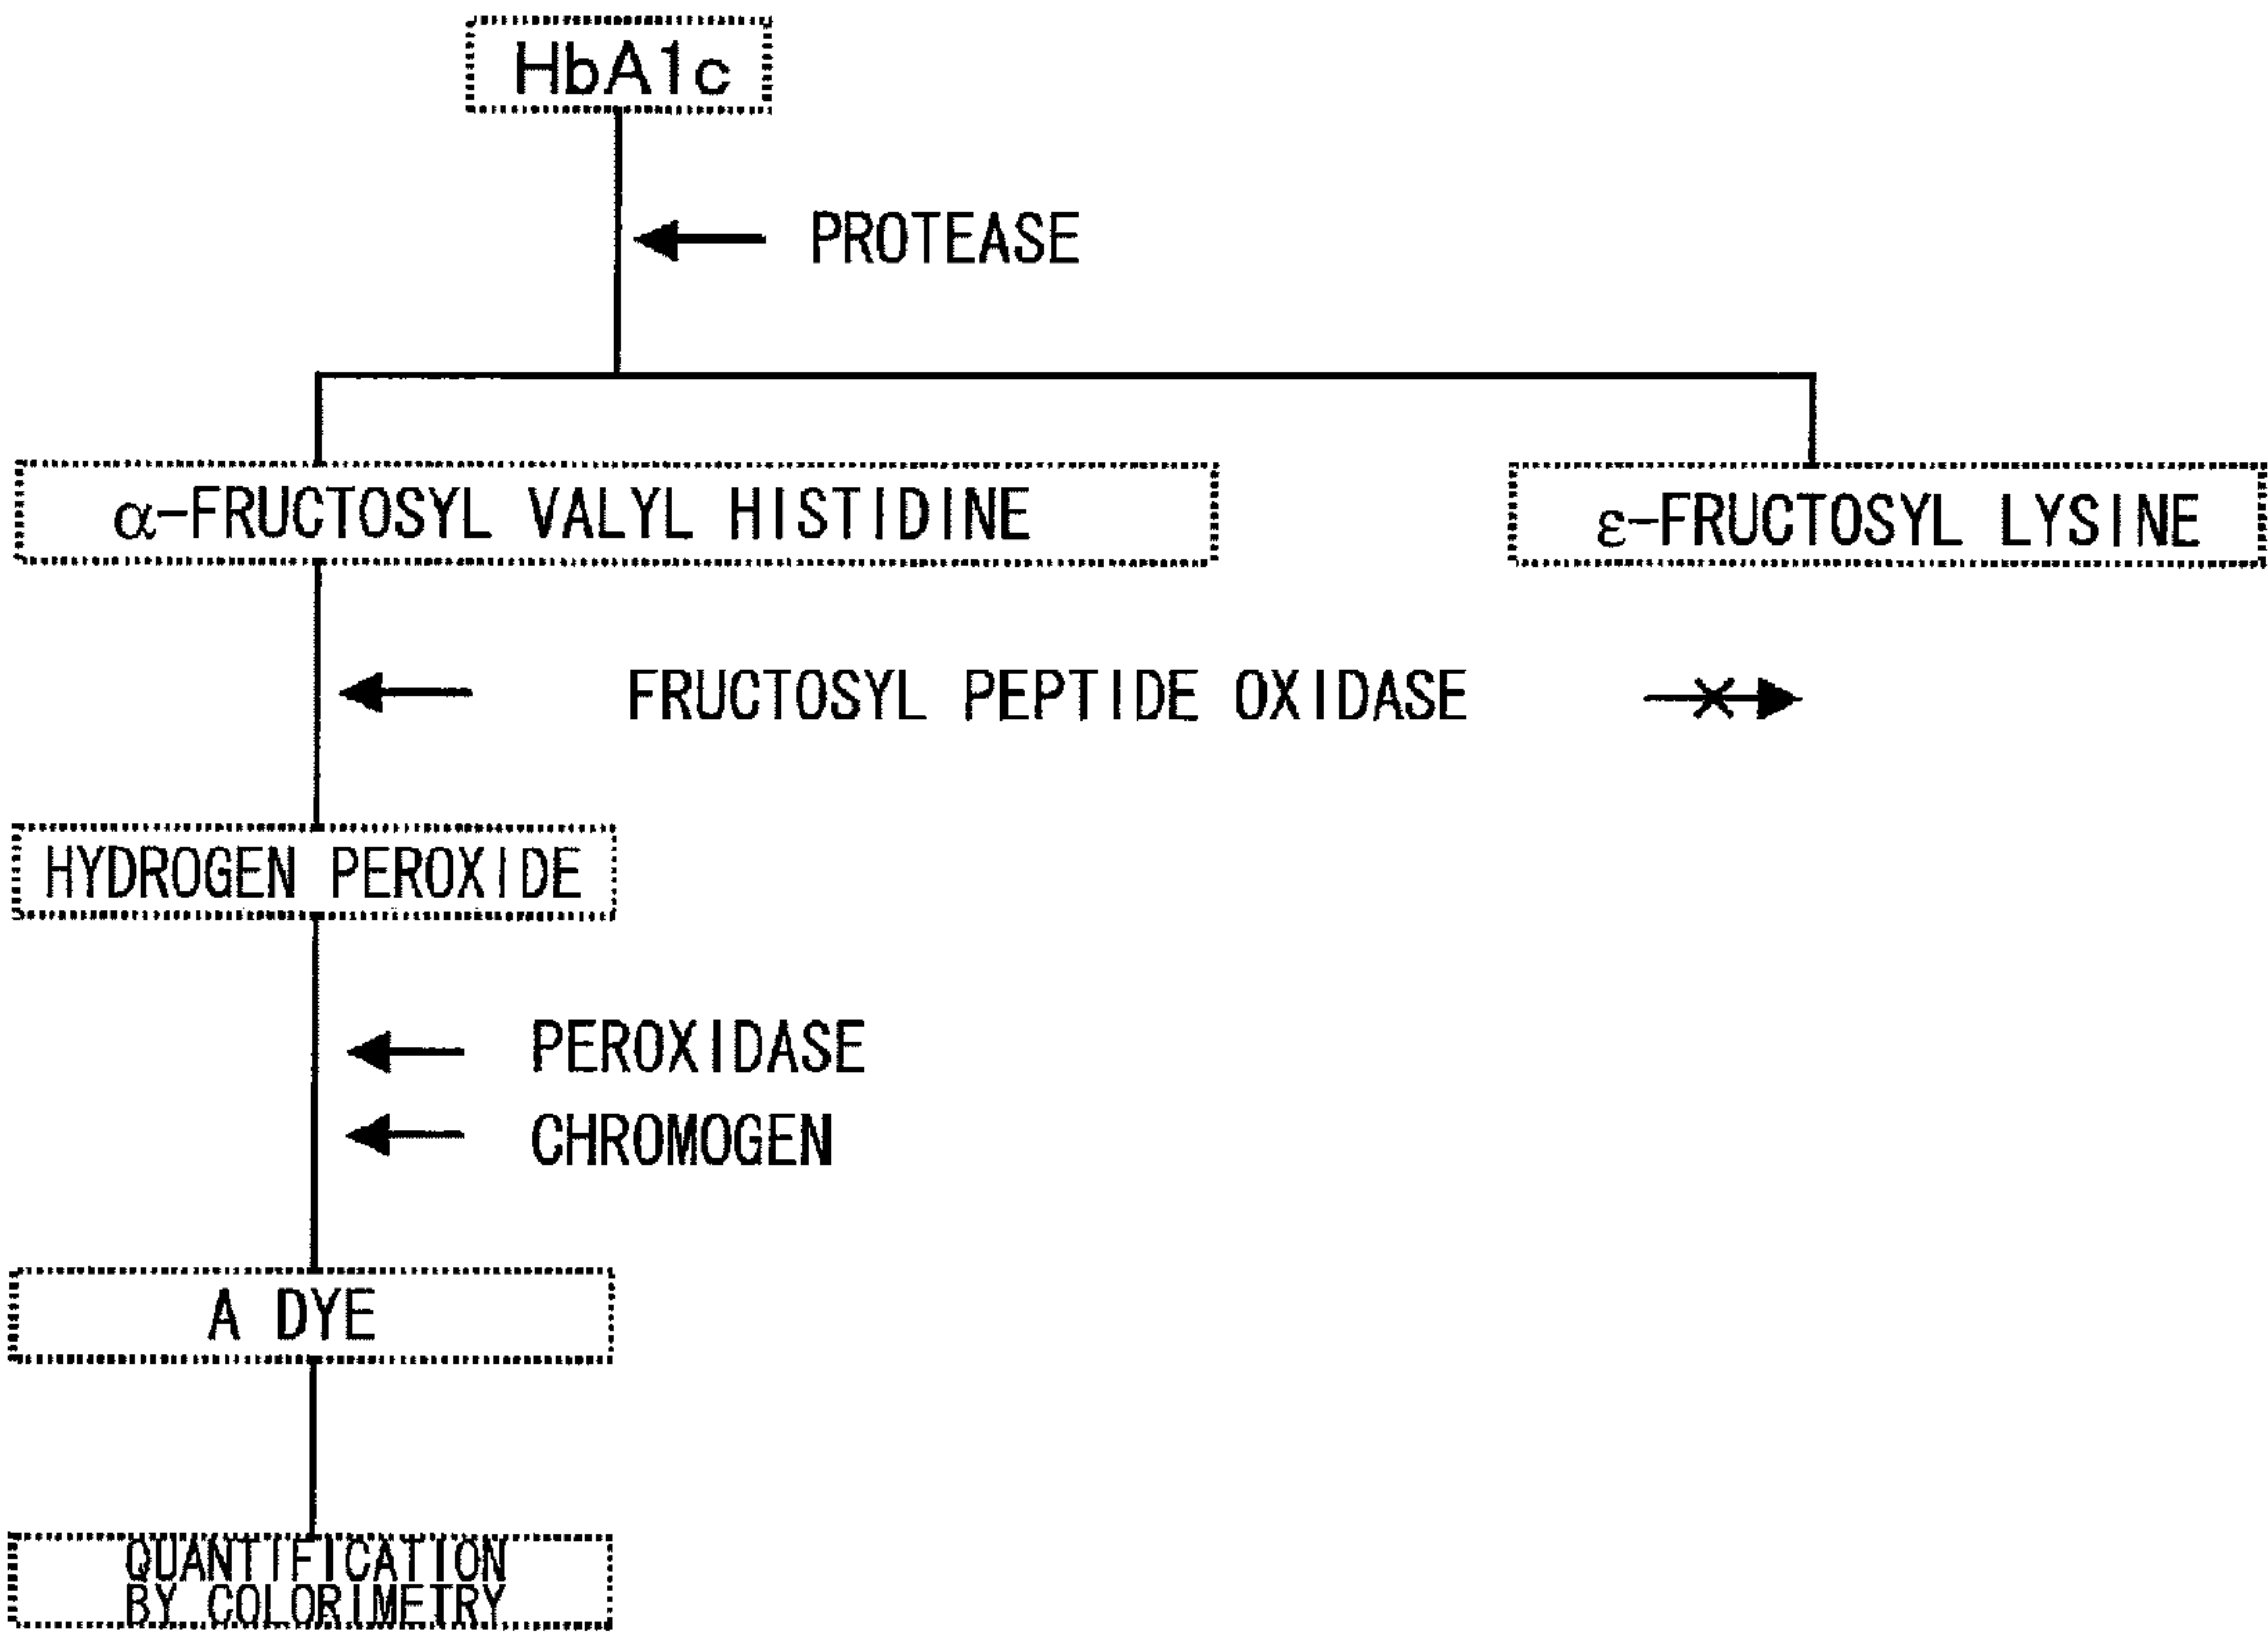 HbA1c
PROTEASE
α-FRUCTOSYL VALYL HISTIDINE
ε-FRUCTOSYL LYSINE
FRUCTOSYL PEPTIDE OXIDASE
HYDROGEN PEROXIDE
PEROXIDASE
CHROMOGEN
A DYE
QUANTIFICATION
BY COLORIMETRY